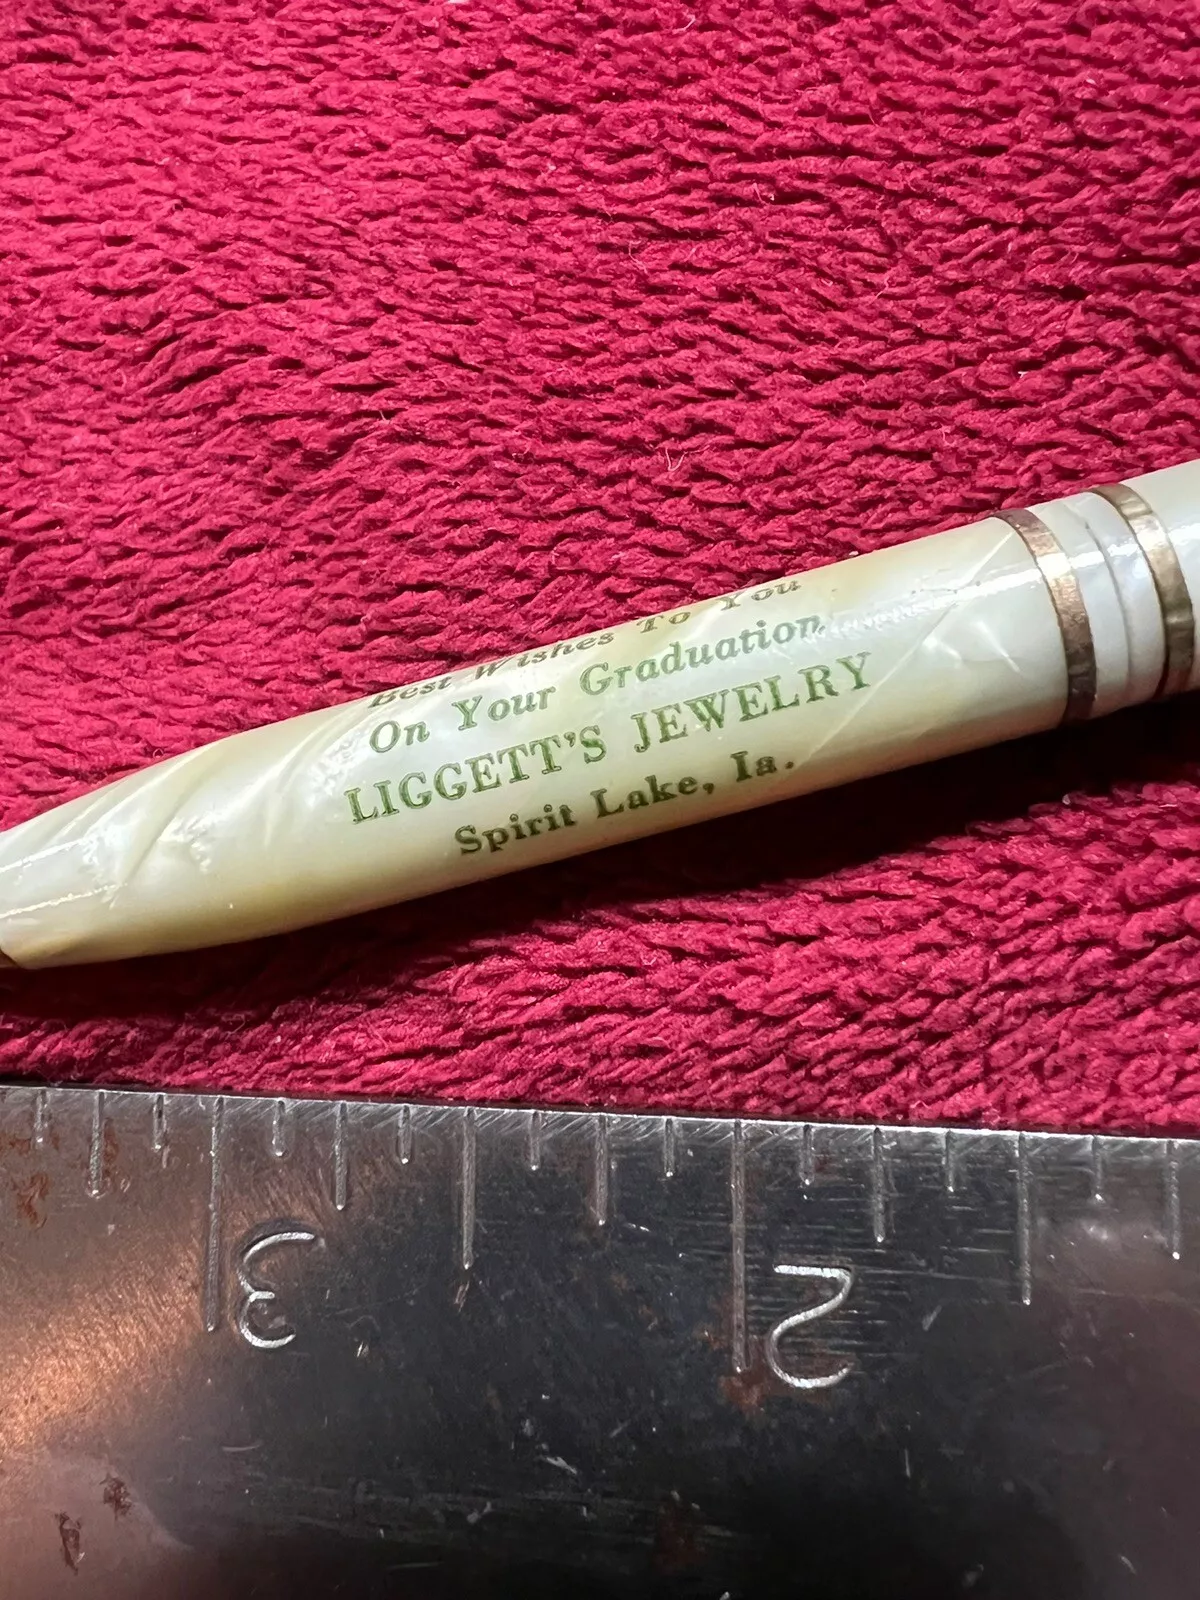 Best Wishes To You
On Your Graduation
LIGGETT'S JEWELRY
Spirit Lake, Ia.
3 2